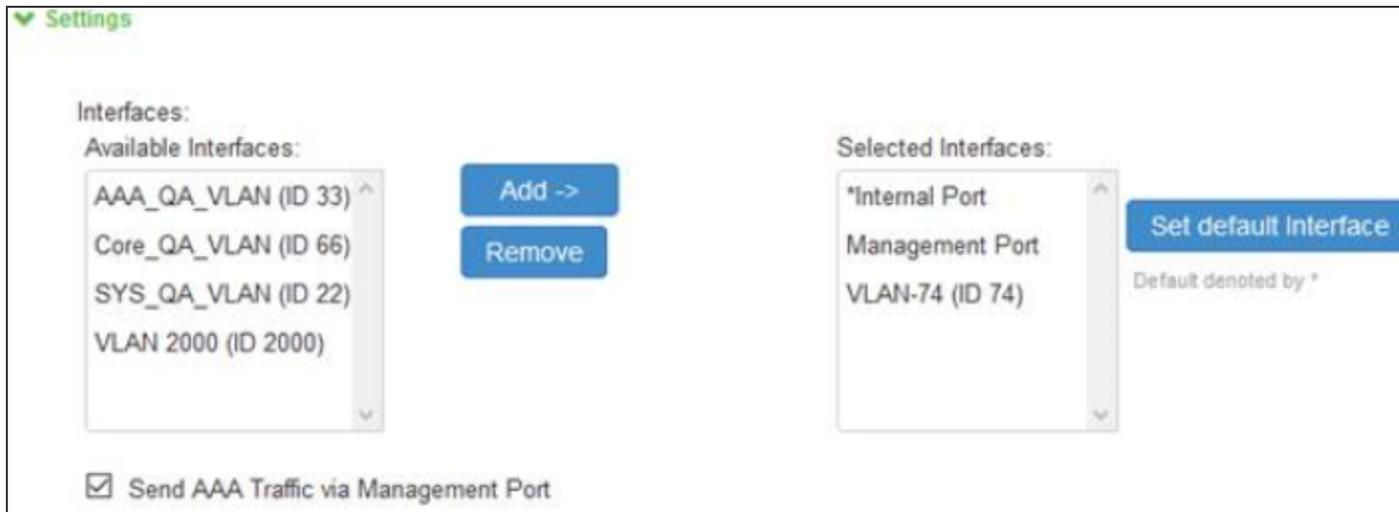 Settings
Interfaces:
Available Interfaces:
AAA_QA_VLAN (ID 33)
Core_QA_VLAN (ID 66)
SYS_QA_VLAN (ID 22)
VLAN 2000 (ID 2000)
Add ->
Remove
Selected Interfaces:
*Internal Port
Management Port
VLAN-74 (ID 74)
Set default Interface
Default denoted by *
Send AAA Traffic via Management Port